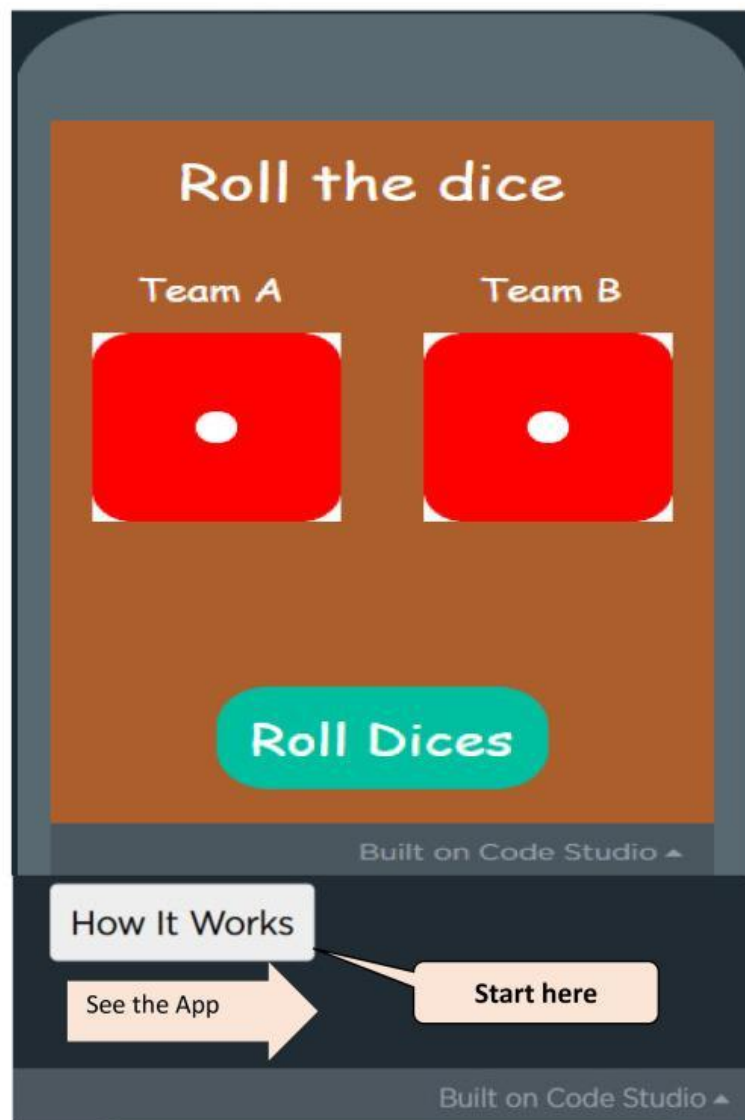 Roll the dice
Team A Team B
Roll Dices
Built on Code Studio
How It Works
See the App
Start here
Built on Code Studio